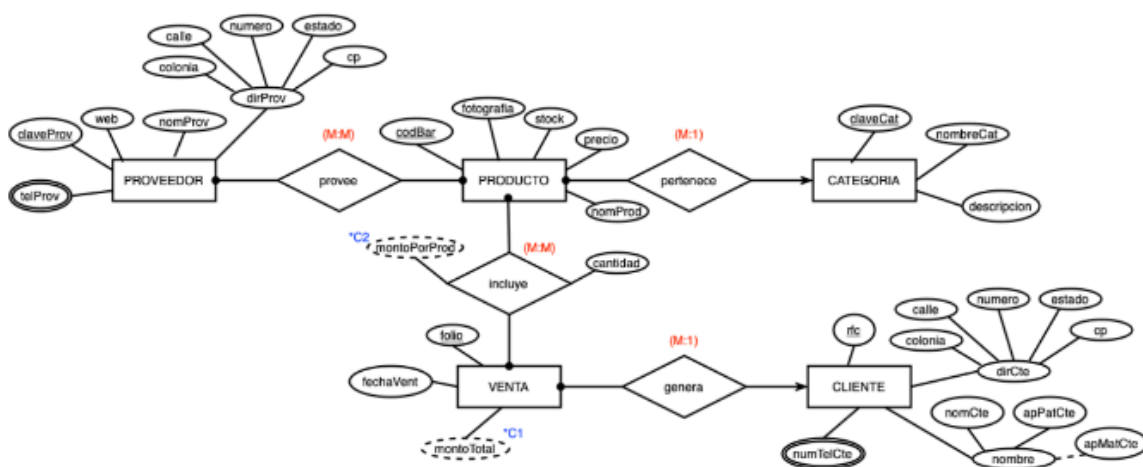 calle
numero
estado
colonia
cp
dirProv
web
nomProv
claveProv
telProv
PROVEEDOR
(M:M)
provee
fotografia
codBar
stock
precio
PRODUCTO
nomProd
(M:1)
pertenece
claveCat
nombreCat
CATEGORIA
descripcion
*C2
montoPorProd
(M:M)
cantidad
incluye
folio
fechaVent
VENTA
*C1
montoTotal
(M:1)
genera
rfc
calle
numero
estado
colonia
cp
dirCte
CLIENTE
numTelCte
nomCte
apPatCte
apMatCte
nombre